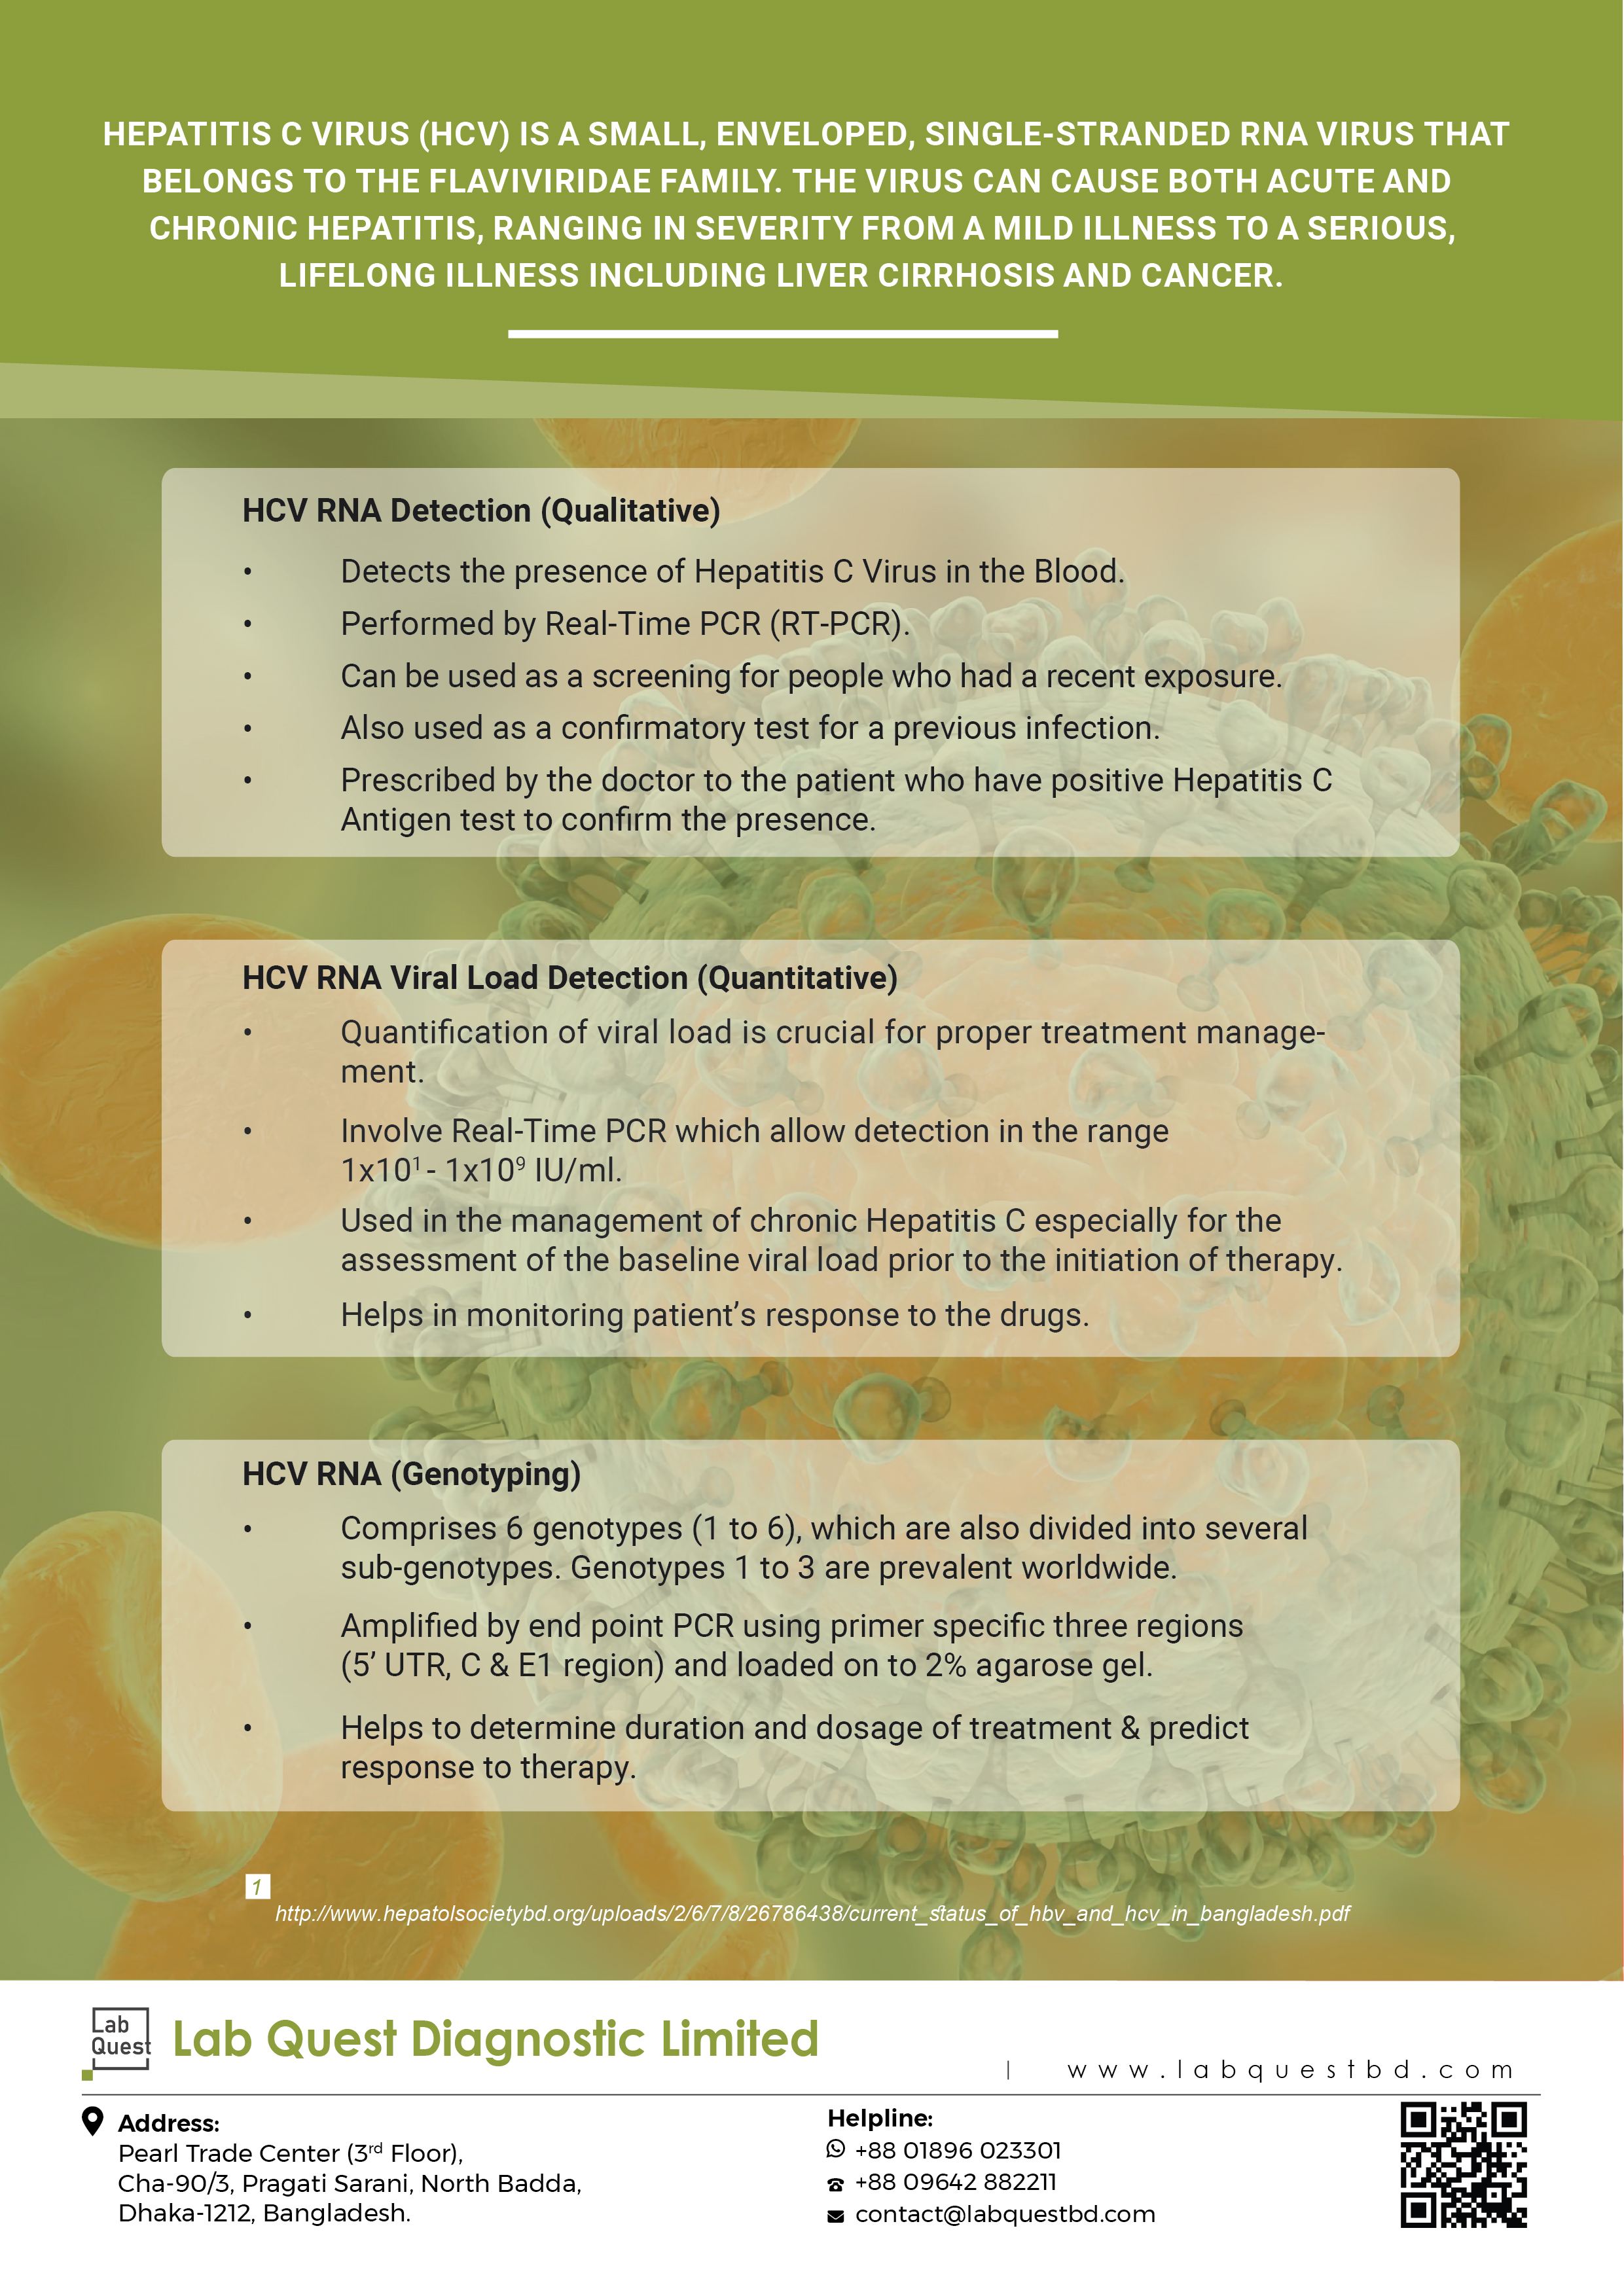 HEPATITIS C VIRUS (HCV) IS A SMALL, ENVELOPED, SINGLE-STRANDED RNA VIRUS THAT
BELONGS TO THE FLAVIVIRIDAE FAMILY. THE VIRUS CAN CAUSE BOTH ACUTE AND
CHRONIC HEPATITIS, RANGING IN SEVERITY FROM A MILD ILLNESS TO A SERIOUS,
LIFELONG ILLNESS INCLUDING LIVER CIRRHOSIS AND CANCER.
HCV RNA Detection (Qualitative)
• Detects the presence of Hepatitis C Virus in the Blood.
• Performed by Real-Time PCR (RT-PCR).
• Can be used as a screening for people who had a recent exposure.
• Also used as a confirmatory test for a previous infection.
• Prescribed by the doctor to the patient who have positive Hepatitis C
Antigen test to confirm the presence.
HCV RNA Viral Load Detection (Quantitative)
• Quantification of viral load is crucial for proper treatment manage-
ment.
• Involve Real-Time PCR which allow detection in the range
1x10¹ - 1x10⁹ IU/ml.
• Used in the management of chronic Hepatitis C especially for the
assessment of the baseline viral load prior to the initiation of therapy.
• Helps in monitoring patient’s response to the drugs.
HCV RNA (Genotyping)
• Comprises 6 genotypes (1 to 6), which are also divided into several
sub-genotypes. Genotypes 1 to 3 are prevalent worldwide.
• Amplified by end point PCR using primer specific three regions
(5’ UTR, C & E1 region) and loaded on to 2% agarose gel.
• Helps to determine duration and dosage of treatment & predict
response to therapy.
1
http://www.hepatolsocietybd.org/uploads/2/6/7/8/26786438/current_status_of_hbv_and_hcv_in_bangladesh.pdf
Lab
Quest
Lab Quest Diagnostic Limited
| www.labquestbd.com
Address:
Pearl Trade Center (3rd Floor),
Cha-90/3, Pragati Sarani, North Badda,
Dhaka-1212, Bangladesh.
Helpline:
+88 01896 023301
+88 09642 882211
contact@labquestbd.com